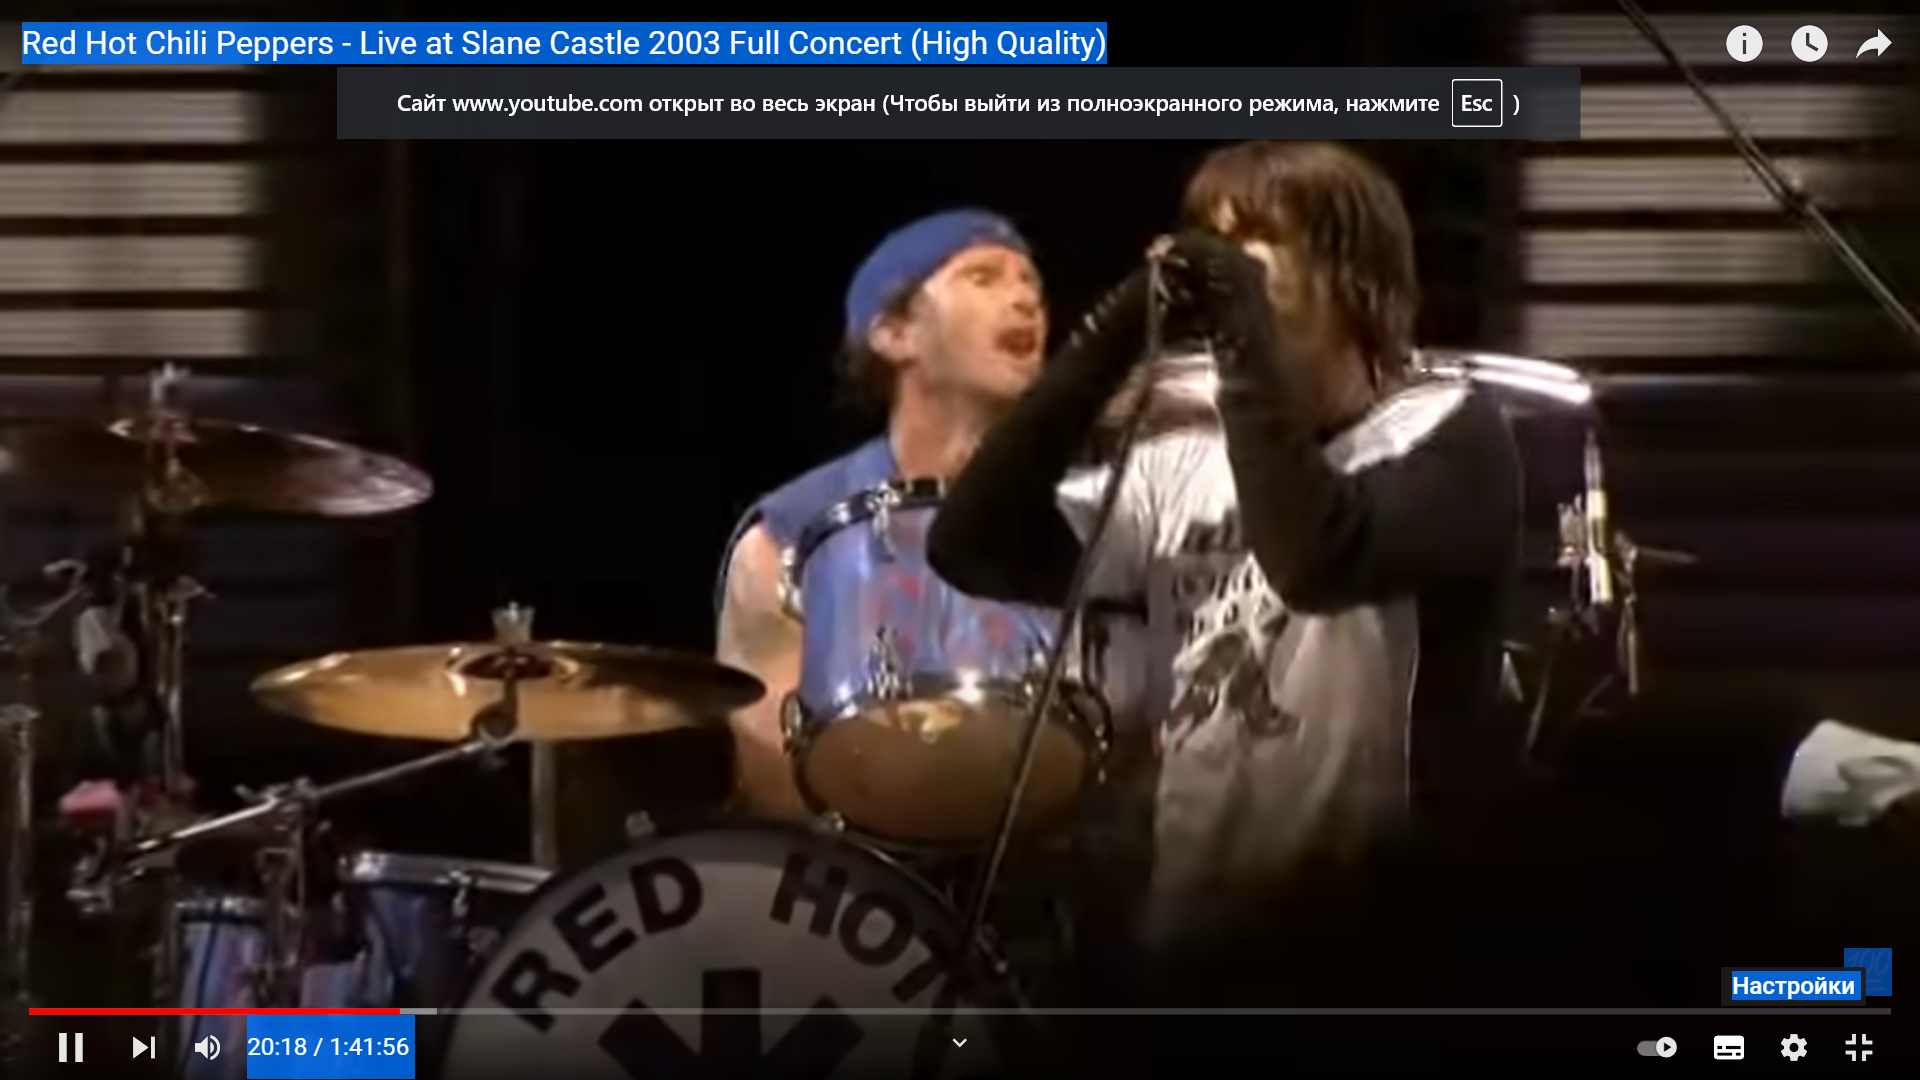 Red Hot Chili Peppers - Live at Slane Castle 2003 Full Concert (High Quality)
Сайт www.youtube.com открыт во весь экран (Чтобы выйти из полноэкранного режима, нажмите Esc )
RED HOT
Настройки
20:18 / 1:41:56